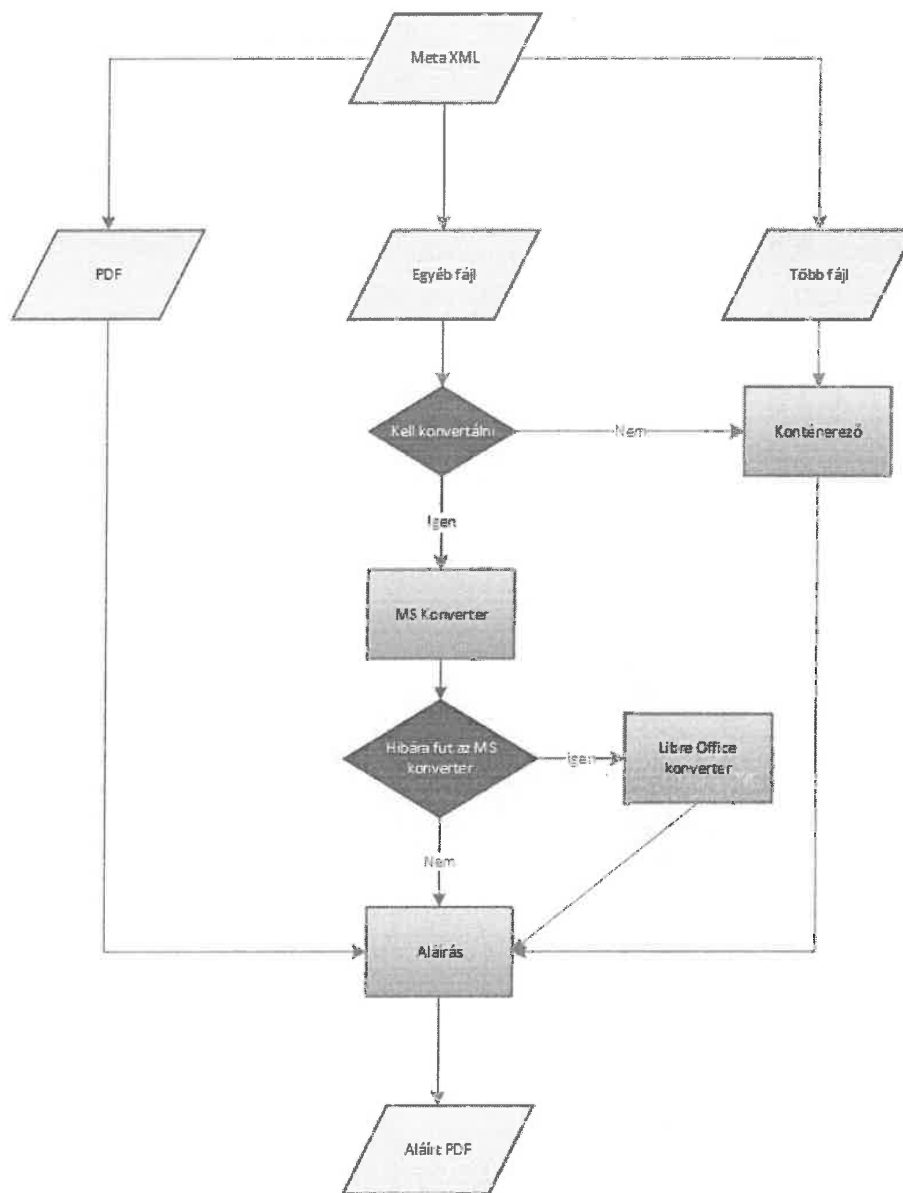 Meta XML
PDF
Egyéb fájl
Több fájl
Kell konvertálni
Nem
Konténerező
Igen
MS Konverter
Hibára fut az MS
konverter
Igen
Libre Office
konverter
Nem
Aláírás
Aláírt PDF